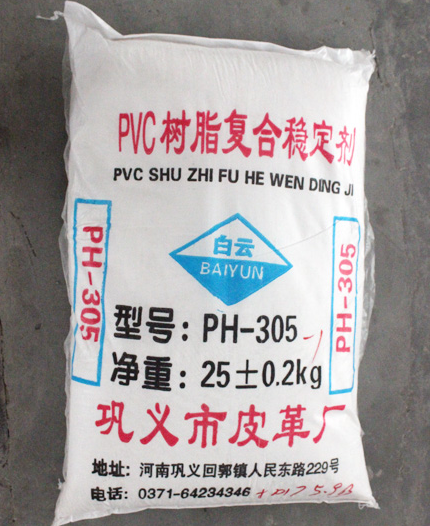 PVC树脂复合稳定剂
PVC SHU ZHI FU HE WEN DING JI
白云
BAIYUN
PH-305
PH-305
型号: PH-305
净重: 25±0.2kg
巩义市皮革厂
地址: 河南巩义回郭镇人民东路229号
电话: 0371-64234346